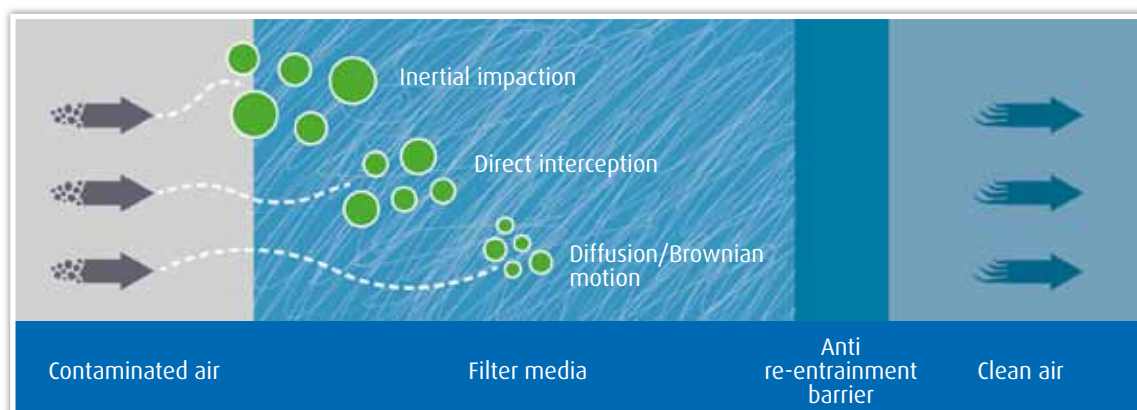 Inertial impaction
Direct interception
Diffusion/Brownian
motion
Contaminated air
Filter media
Anti
re-entrainment
barrier
Clean air